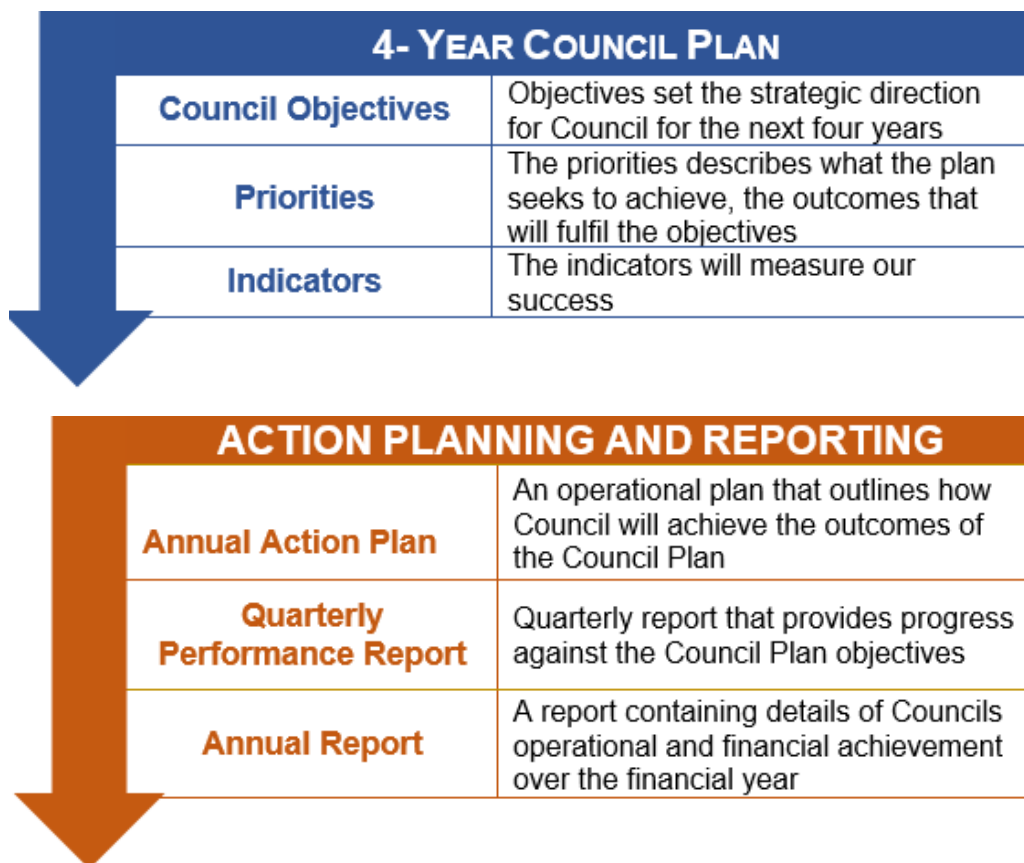 4- YEAR COUNCIL PLAN
Council Objectives
Objectives set the strategic direction
for Council for the next four years
Priorities
The priorities describes what the plan
seeks to achieve, the outcomes that
will fulfil the objectives
Indicators
The indicators will measure our
success
ACTION PLANNING AND REPORTING
Annual Action Plan
An operational plan that outlines how
Council will achieve the outcomes of
the Council Plan
Quarterly
Performance Report
Quarterly report that provides progress
against the Council Plan objectives
Annual Report
A report containing details of Councils
operational and financial achievement
over the financial year